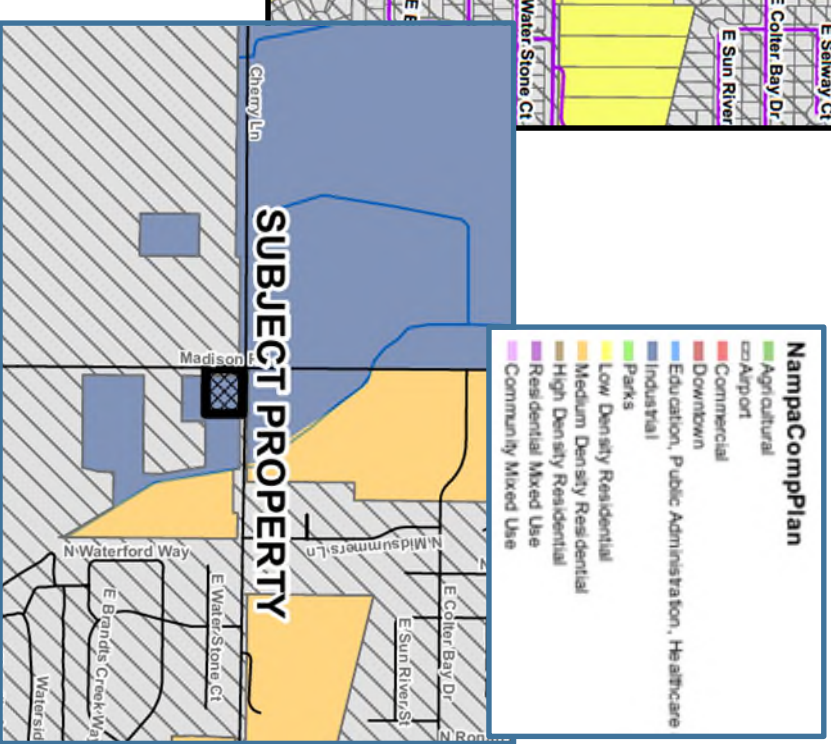 Water Stone Ct
E Sun River
E Colter Bay Dr
E Selway Ct
Cherry Ln
SUBJECT PROPERTY
Madison
N Waterford Way
N Midsummers Ln
E Brandts Creek Way
E Water Stone Ct
E Colter Bay Dr
E Sun River St
Watersid
NampaCompPlan
Agricultural
Airport
Commercial
Downtown
Education, Public Administration, Healthcare
Industrial
Parks
Low Density Residential
Medium Density Residential
High Density Residential
Residential Mixed Use
Community Mixed Use